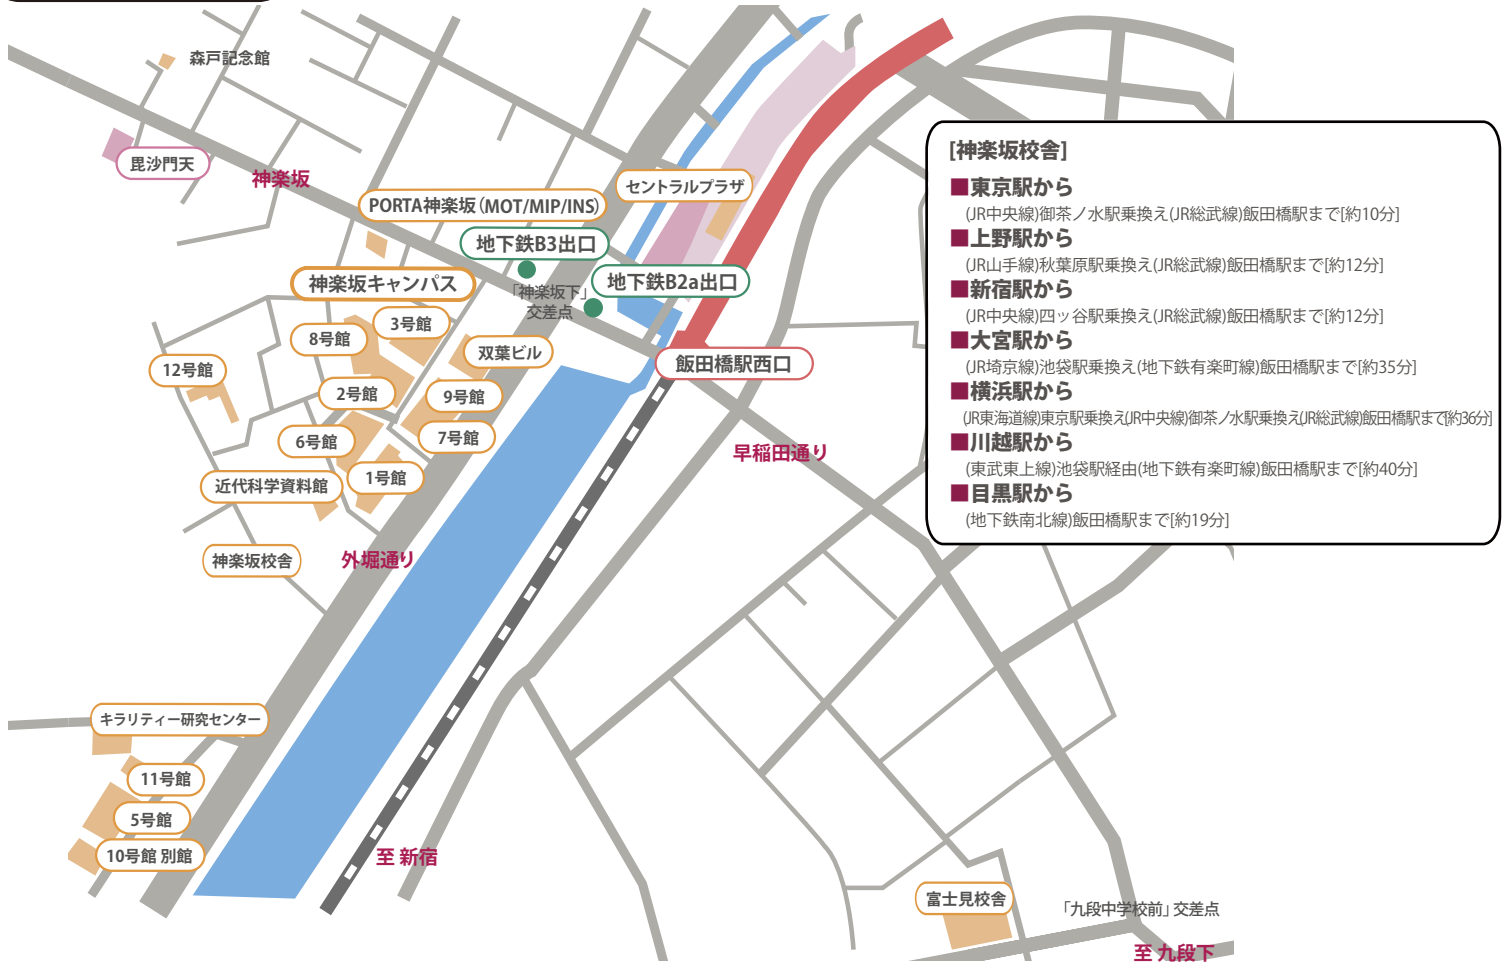 森戸記念館
毘沙門天
神楽坂
セントラルプラザ
PORTA神楽坂（MOT/MIP/INS）
地下鉄B3出口
神楽坂キャンパス
地下鉄B2a出口
「神楽坂下」
交差点
3号館
8号館
双葉ビル
飯田橋駅西口
12号館
2号館
9号館
6号館
7号館
早稲田通り
近代科学資料館
1号館
神楽坂校舎
外堀通り
キラリティー研究センター
11号館
5号館
10号館 別館
至 新宿
富士見校舎
「九段中学校前」交差点
至 九段下
[神楽坂校舎]
■東京駅から
(JR中央線)御茶ノ水駅乗換え(JR総武線)飯田橋駅まで[約10分]
■上野駅から
(JR山手線)秋葉原駅乗換え(JR総武線)飯田橋駅まで[約12分]
■新宿駅から
(JR中央線)四ッ谷駅乗換え(JR総武線)飯田橋駅まで[約12分]
■大宮駅から
(JR埼京線)池袋駅乗換え(地下鉄有楽町線)飯田橋駅まで[約35分]
■横浜駅から
(JR東海道線)東京駅乗換え(JR中央線)御茶ノ水駅乗換え(JR総武線)飯田橋駅まで[約36分]
■川越駅から
(東武東上線)池袋駅経由(地下鉄有楽町線)飯田橋駅まで[約40分]
■目黒駅から
(地下鉄南北線)飯田橋駅まで[約19分]